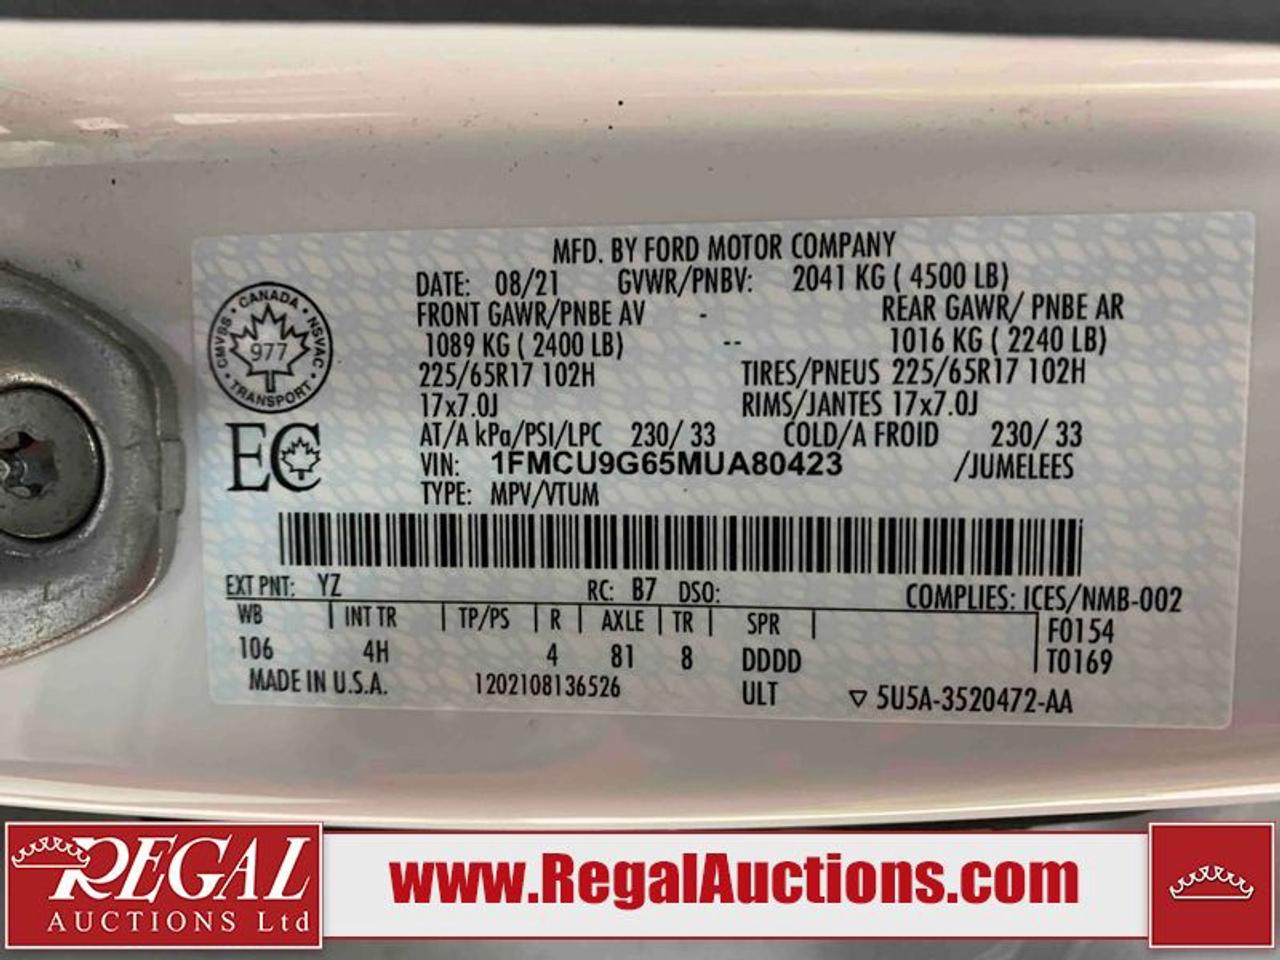 MFD. BY FORD MOTOR COMPANY
DATE: 08/21 GVWR/PNBV: 2041 KG ( 4500 LB)
FRONT GAWR/PNBE AV - REAR GAWR/ PNBE AR
1089 KG ( 2400 LB) -- 1016 KG ( 2240 LB)
225/65R17 102H TIRES/PNEUS 225/65R17 102H
17x7.0J RIMS/JANTES 17x7.0J
AT/A kPa/PSI/LPC 230/ 33 COLD/A FROID 230/ 33
VIN: 1FMCU9G65MUA80423 /JUMELEES
TYPE: MPV/VTUM
CANADA
CMVSS NSVAC
977
TRANSPORT
EC
EXT PNT: YZ RC: B7 DSO: COMPLIES: ICES/NMB-002
WB | INT TR | TP/PS | R | AXLE | TR | SPR | F0154
106 4H 4 81 8 DDDD | T0169
MADE IN U.S.A. 1202108136526 ULT ▽ 5U5A-3520472-AA
REGAL
AUCTIONS Ltd
www.RegalAuctions.com